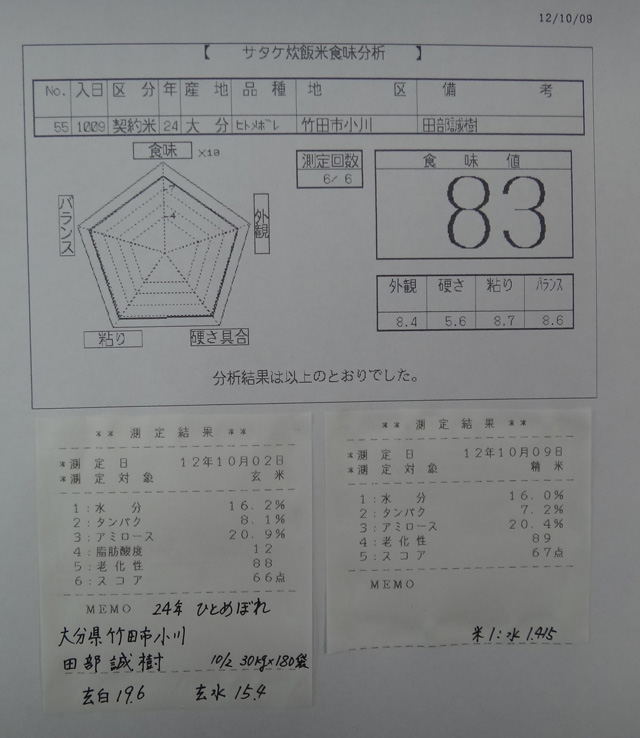 12/10/09
【 サタケ炊飯米食味分析 】
No. 入日 区分 年 産地 品種 地区 備考
55 1009 契約米 24 大分 ヒトメボレ 竹田市小川 田部誠樹
食味 ×10
7
4
外観
硬さ具合
粘り
バランス
測定回数
6/ 6
食味値
83
外観 硬さ 粘り バランス
8.4 5.6 8.7 8.6
分析結果は以上のとおりでした。
** 測定結果 **
*測定日 12年10月02日
*測定対象 玄米
1:水分 16.2%
2:タンパク 8.1%
3:アミロース 20.9%
4:脂肪酸度 12
5:老化性 88
6:スコア 66点
MEMO 24年 ひとめぼれ
大分県竹田市小川
田部誠樹 10/2 30kg×180袋
玄白 19.6 玄水 15.4
** 測定結果 **
*測定日 12年10月09日
*測定対象 精米
1:水分 16.0%
2:タンパク 7.2%
3:アミロース 20.4%
4:老化性 89
5:スコア 67点
MEMO
米1:水 1.415